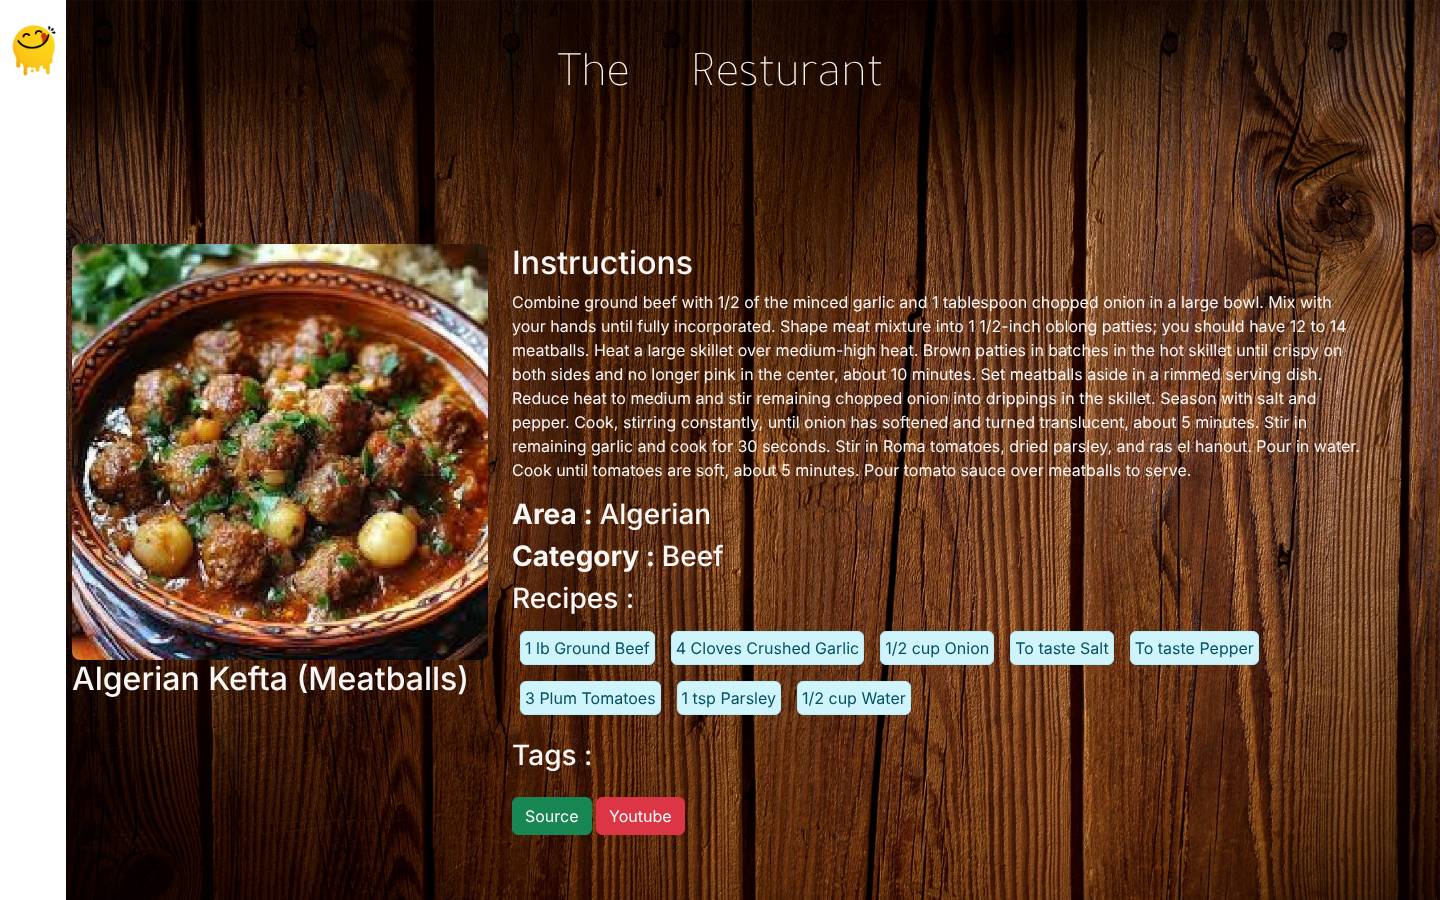 The Resturant
Instructions
Combine ground beef with 1/2 of the minced garlic and 1 tablespoon chopped onion in a large bowl. Mix with
your hands until fully incorporated. Shape meat mixture into 1 1/2-inch oblong patties; you should have 12 to 14
meatballs. Heat a large skillet over medium-high heat. Brown patties in batches in the hot skillet until crispy on
both sides and no longer pink in the center, about 10 minutes. Set meatballs aside in a rimmed serving dish.
Reduce heat to medium and stir remaining chopped onion into drippings in the skillet. Season with salt and
pepper. Cook, stirring constantly, until onion has softened and turned translucent, about 5 minutes. Stir in
remaining garlic and cook for 30 seconds. Stir in Roma tomatoes, dried parsley, and ras el hanout. Pour in water.
Cook until tomatoes are soft, about 5 minutes. Pour tomato sauce over meatballs to serve.
Area : Algerian
Category : Beef
Recipes :
1 lb Ground Beef 4 Cloves Crushed Garlic 1/2 cup Onion To taste Salt To taste Pepper
3 Plum Tomatoes 1 tsp Parsley 1/2 cup Water
Algerian Kefta (Meatballs)
Tags :
Source Youtube